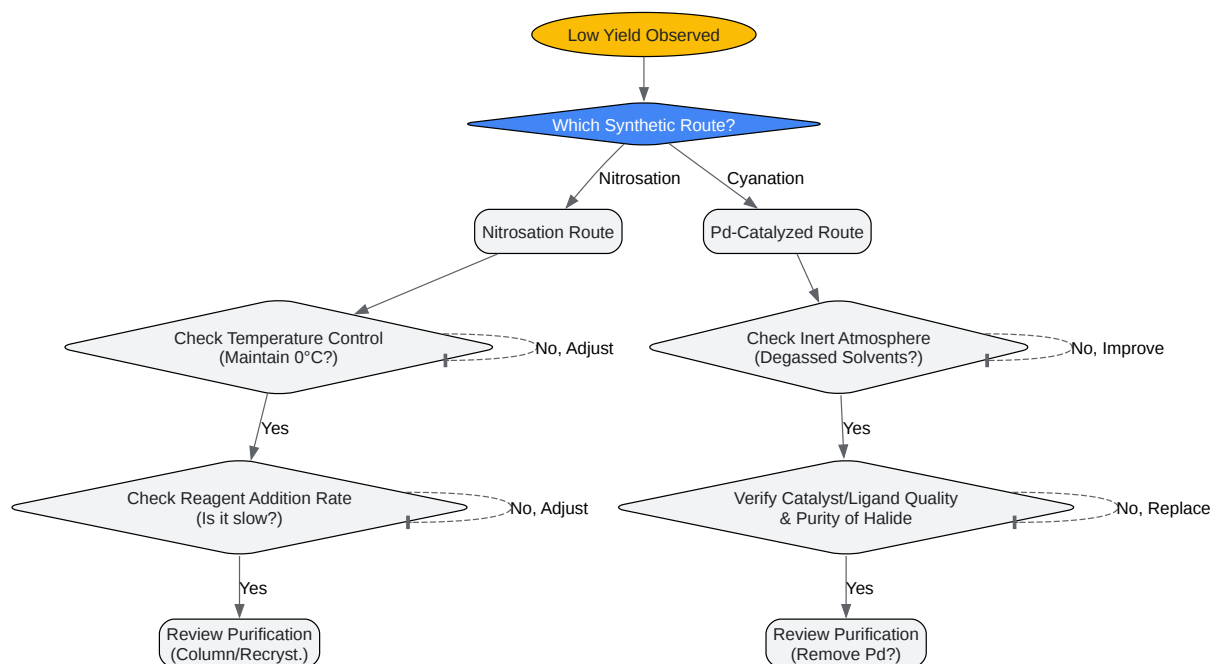 Low Yield Observed
Which Synthetic Route?
Nitrosation
Cyanation
Nitrosation Route
Pd-Catalyzed Route
Check Temperature Control
(Maintain 0°C?)
No, Adjust
Check Inert Atmosphere
(Degassed Solvents?)
No, Improve
Yes
Yes
Check Reagent Addition Rate
(Is it slow?)
No, Adjust
Verify Catalyst/Ligand Quality
& Purity of Halide
No, Replace
Yes
Yes
Review Purification
(Column/Recryst.)
Review Purification
(Remove Pd?)